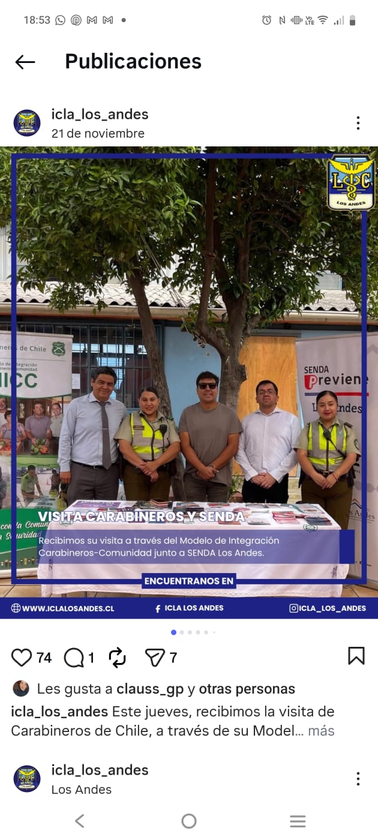 18:53
Publicaciones
icla_los_andes
21 de noviembre
LIC
LOS ANDES
de Chile
SENDA
Previene
MICC
Los Andes
VISITA CARABINEROS Y SENDA
Recibimos su visita a través del Modelo de Integración
Carabineros-Comunidad junto a SENDA Los Andes.
ENCUENTRANOS EN
WWW.ICLALOSANDES.CL
ICLA LOS ANDES
ICLA_LOS_ANDES
74
1
7
Les gusta a clauss_gp y otras personas
icla_los_andes Este jueves, recibimos la visita de
Carabineros de Chile, a través de su Model... más
icla_los_andes
Los Andes